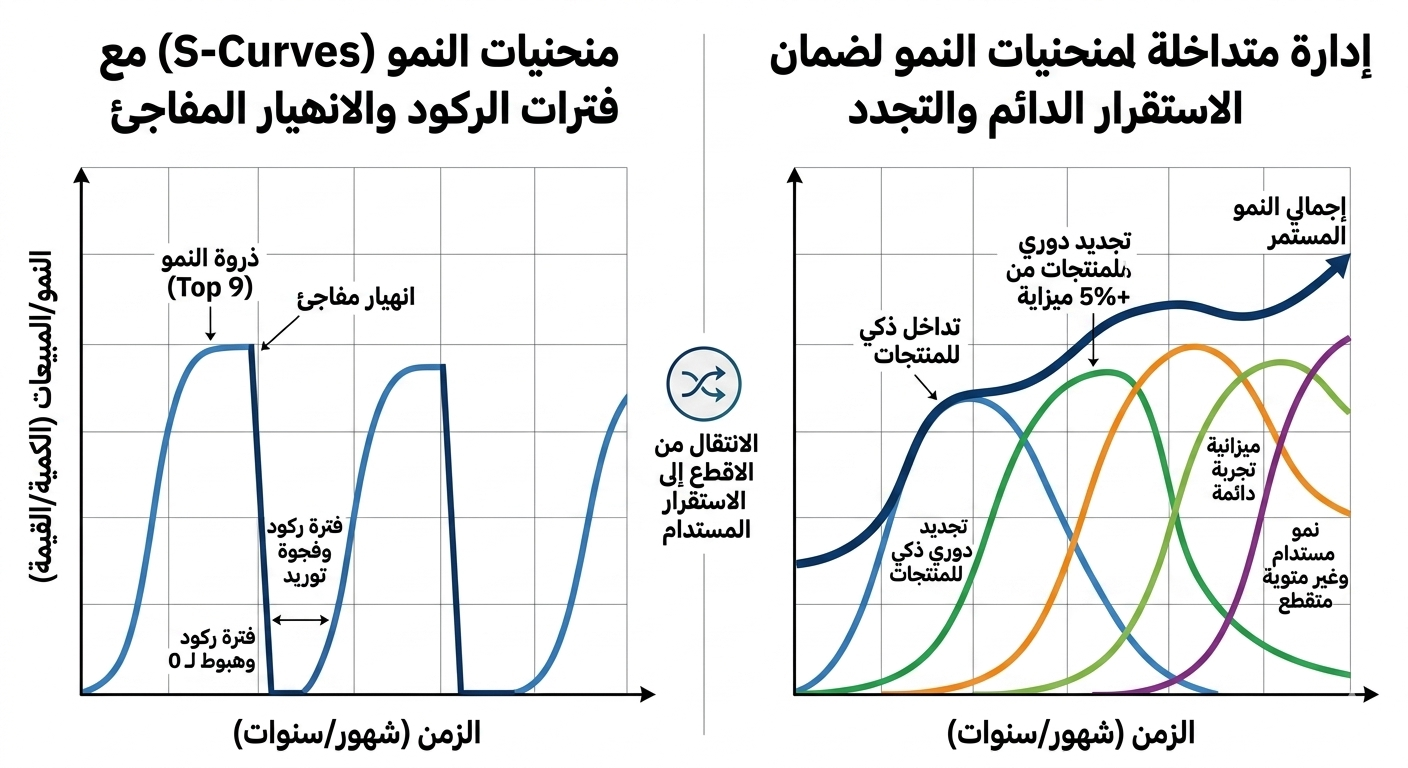 إدارة متداخلة لمنحنيات النمو لضمان
الاستقرار الدائم والتجدد
إجمالي النمو
المستمر
تجديد دوري
للمنتجات من
+5% ميزاية
تداخل ذكي
للمنتجات
ميزانية
تجربة
دائمة
تجديد
دوري ذكي
للمنتجات
نمو
مستدام
وغير متوية
متقطع
الزمن (شهور/سنوات)
الانتقال من
الاقطع إلى
الاستقرار
المستدام
منحنيات النمو (S-Curves) مع
فترات الركود والانهيار المفاجئ
ذروة النمو
(Top 9)
انهيار مفاجئ
فترة ركود
وفجوة
توريد
فترة ركود
وهبوط لـ 0
النمو/المبيعات (الكمية/القيمة)
الزمن (شهور/سنوات)